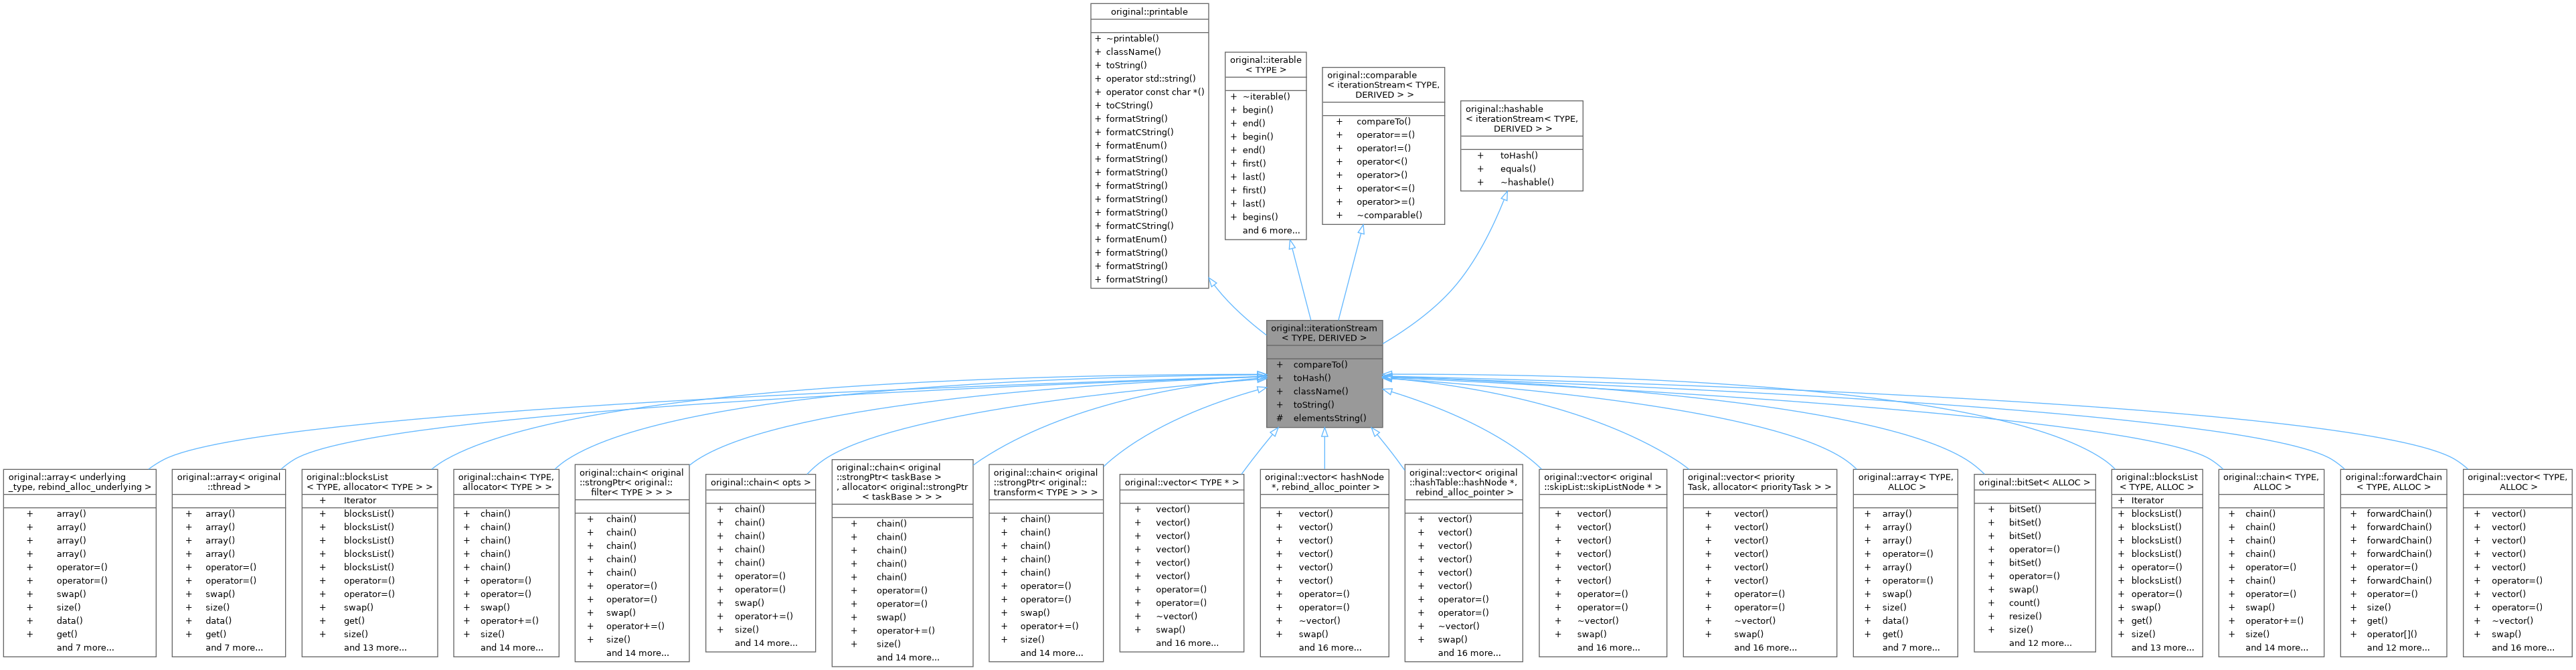 original::printable
+ ~printable()
+ className()
+ toString()
+ operator std::string()
+ operator const char *()
+ toCString()
+ formatString()
+ formatCString()
+ formatEnum()
+ formatString()
+ formatString()
+ formatString()
+ formatString()
+ formatString()
+ formatCString()
+ formatEnum()
+ formatString()
+ formatString()
+ formatString()
original::iterable
< TYPE >
+ ~iterable()
+ begin()
+ end()
+ begin()
+ end()
+ first()
+ last()
+ first()
+ last()
+ begins()
and 6 more...
original::comparable
< iterationStream< TYPE,
DERIVED > >
+ compareTo()
+ operator==()
+ operator!=()
+ operator<()
+ operator>()
+ operator<=()
+ operator>=()
+ ~comparable()
original::hashable
< iterationStream< TYPE,
DERIVED > >
+ toHash()
+ equals()
+ ~hashable()
original::iterationStream
< TYPE, DERIVED >
+ compareTo()
+ toHash()
+ className()
+ toString()
# elementsString()
original::array< underlying
_type, rebind_alloc_underlying >
+ array()
+ array()
+ array()
+ array()
+ operator=()
+ operator=()
+ swap()
+ size()
+ data()
+ get()
and 7 more...
original::array< original
::thread >
+ array()
+ array()
+ array()
+ array()
+ operator=()
+ operator=()
+ swap()
+ size()
+ data()
+ get()
and 7 more...
original::blocksList
< TYPE, allocator< TYPE > >
+ Iterator
+ blocksList()
+ blocksList()
+ blocksList()
+ blocksList()
+ blocksList()
+ operator=()
+ operator=()
+ swap()
+ get()
+ size()
and 13 more...
original::chain< TYPE,
allocator< TYPE > >
+ chain()
+ chain()
+ chain()
+ chain()
+ chain()
+ operator=()
+ operator=()
+ swap()
+ operator+=()
+ size()
and 14 more...
original::chain< original
::strongPtr< original::
filter< TYPE > > >
+ chain()
+ chain()
+ chain()
+ chain()
+ chain()
+ operator=()
+ operator=()
+ swap()
+ operator+=()
+ size()
and 14 more...
original::chain< opts >
+ chain()
+ chain()
+ chain()
+ chain()
+ chain()
+ operator=()
+ operator=()
+ swap()
+ operator+=()
+ size()
and 14 more...
original::chain< original
::strongPtr< taskBase >
, allocator< original::strongPtr
< taskBase > > >
+ chain()
+ chain()
+ chain()
+ chain()
+ chain()
+ operator=()
+ operator=()
+ swap()
+ operator+=()
+ size()
and 14 more...
original::chain< original
::strongPtr< original::
transform< TYPE > > >
+ chain()
+ chain()
+ chain()
+ chain()
+ chain()
+ operator=()
+ operator=()
+ swap()
+ operator+=()
+ size()
and 14 more...
original::vector< TYPE * >
+ vector()
+ vector()
+ vector()
+ vector()
+ vector()
+ vector()
+ operator=()
+ operator=()
+ ~vector()
+ swap()
and 16 more...
original::vector< hashNode
*, rebind_alloc_pointer >
+ vector()
+ vector()
+ vector()
+ vector()
+ vector()
+ vector()
+ operator=()
+ operator=()
+ ~vector()
+ swap()
and 16 more...
original::vector< original
::hashTable::hashNode *,
rebind_alloc_pointer >
+ vector()
+ vector()
+ vector()
+ vector()
+ vector()
+ vector()
+ operator=()
+ operator=()
+ ~vector()
+ swap()
and 16 more...
original::vector< original
::skipList::skipListNode * >
+ vector()
+ vector()
+ vector()
+ vector()
+ vector()
+ vector()
+ operator=()
+ operator=()
+ ~vector()
+ swap()
and 16 more...
original::vector< priority
Task, allocator< priorityTask > >
+ vector()
+ vector()
+ vector()
+ vector()
+ vector()
+ vector()
+ operator=()
+ operator=()
+ ~vector()
+ swap()
and 16 more...
original::array< TYPE,
ALLOC >
+ array()
+ array()
+ array()
+ operator=()
+ array()
+ operator=()
+ swap()
+ size()
+ data()
+ get()
and 7 more...
original::bitSet< ALLOC >
+ bitSet()
+ bitSet()
+ bitSet()
+ operator=()
+ bitSet()
+ operator=()
+ swap()
+ count()
+ resize()
+ size()
and 12 more...
original::blocksList
< TYPE, ALLOC >
+ Iterator
+ blocksList()
+ blocksList()
+ blocksList()
+ blocksList()
+ operator=()
+ blocksList()
+ operator=()
+ swap()
+ get()
+ size()
and 13 more...
original::chain< TYPE,
ALLOC >
+ chain()
+ chain()
+ chain()
+ chain()
+ operator=()
+ chain()
+ operator=()
+ swap()
+ operator+=()
+ size()
and 14 more...
original::forwardChain
< TYPE, ALLOC >
+ forwardChain()
+ forwardChain()
+ forwardChain()
+ forwardChain()
+ operator=()
+ forwardChain()
+ operator=()
+ size()
+ get()
+ operator[]()
and 12 more...
original::vector< TYPE,
ALLOC >
+ vector()
+ vector()
+ vector()
+ vector()
+ vector()
+ operator=()
+ vector()
+ operator=()
+ ~vector()
+ swap()
and 16 more...